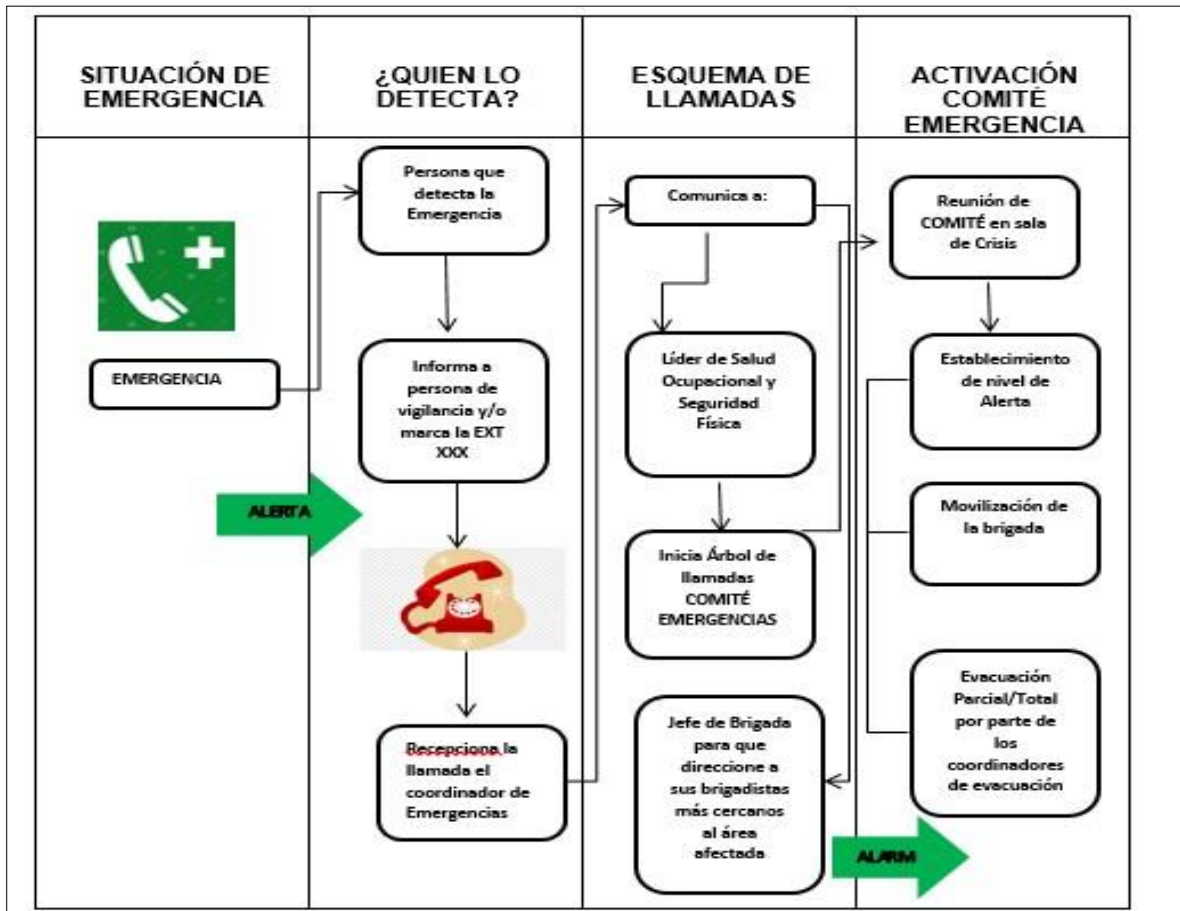 SITUACIÓN DE
EMERGENCIA
¿QUIEN LO
DETECTA?
ESQUEMA DE
LLAMADAS
ACTIVACIÓN
COMITÉ
EMERGENCIA
EMERGENCIA
ALERTA
Persona que
detecta la
Emergencia
Informa a
persona de
vigilancia y/o
marca la EXT
XXX
Recepciona la
llamada el
coordinador de
Emergencias
Comunica a:
Líder de Salud
Ocupacional y
Seguridad
Física
Inicia Árbol de
llamadas
COMITÉ
EMERGENCIAS
Jefe de Brigada
para que
direccione a
sus brigadistas
más cercanos
al área
afectada
ALARM
Reunión de
COMITÉ en sala
de Crisis
Establecimiento
de nivel de
Alerta
Movilización de
la brigada
Evacuación
Parcial/Total
por parte de
los
coordinadores
de evacuación